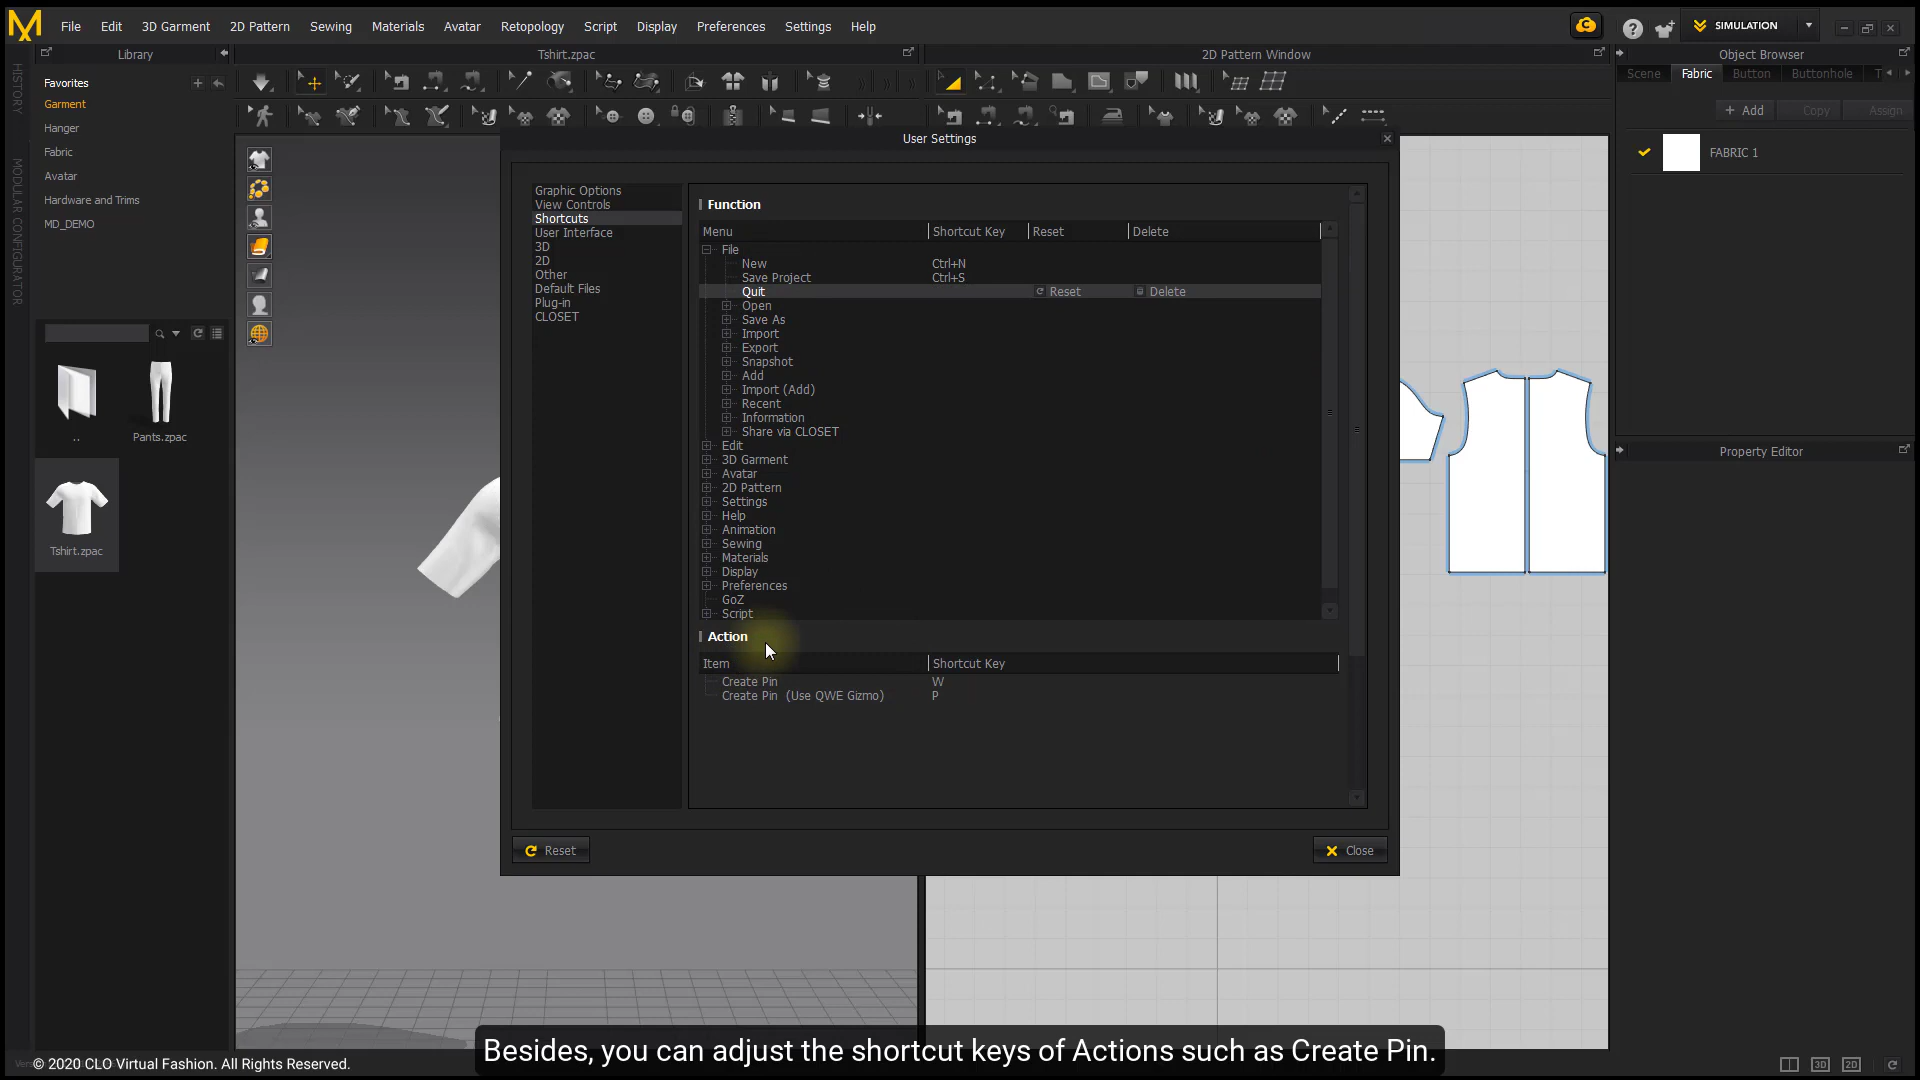 File Edit 3D Garment 2D Pattern Sewing Materials Avatar Retopology Script Display Preferences Settings Help
SIMULATION
Library
Tshirt.zpac
2D Pattern Window
Object Browser
HISTORY
MODULAR CONFIGURATOR
Favorites
Garment
Hanger
Fabric
Avatar
Hardware and Trims
MD_DEMO
..
Pants.zpac
Tshirt.zpac
Scene Fabric Button Buttonhole T
+ Add Copy Assign
FABRIC 1
Property Editor
User Settings
Graphic Options
View Controls
Shortcuts
User Interface
3D
2D
Other
Default Files
Plug-in
CLOSET
Function
Menu Shortcut Key Reset Delete
File
New Ctrl+N
Save Project Ctrl+S
Quit Reset Delete
Open
Save As
Import
Export
Snapshot
Add
Import (Add)
Recent
Information
Share via CLOSET
Edit
3D Garment
Avatar
2D Pattern
Settings
Help
Animation
Sewing
Materials
Display
Preferences
GoZ
Script
Action
Item Shortcut Key
Create Pin W
Create Pin (Use QWE Gizmo) P
Reset
Close
Besides, you can adjust the shortcut keys of Actions such as Create Pin.
© 2020 CLO Virtual Fashion. All Rights Reserved.
3D 2D